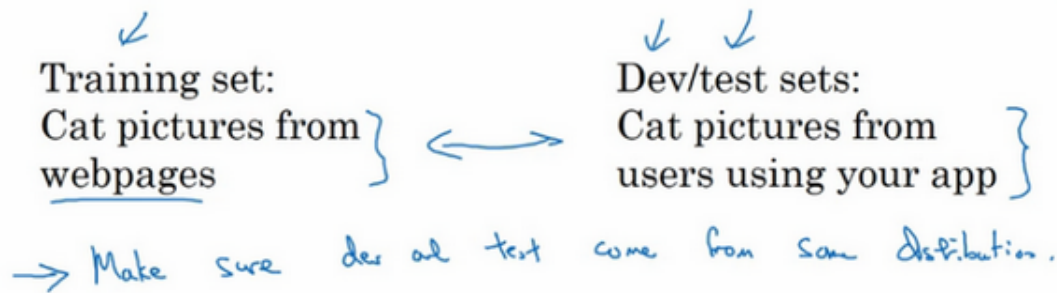 Training set:
Cat pictures from
webpages
Dev/test sets:
Cat pictures from
users using your app
→ Make sure dev and test come from same distribution.